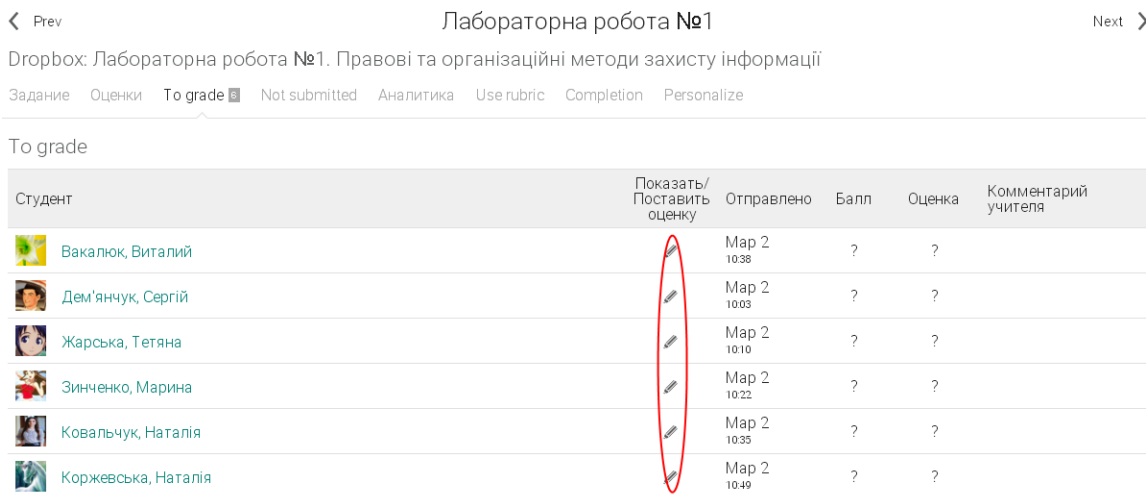 Prev Лабораторна робота №1 Next
Dropbox: Лабораторна робота №1. Правові та організаційні методи захисту інформації
Задание Оценки To grade 6 Not submitted Аналитика Use rubric Completion Personalize
To grade
Студент Показать/ Поставить оценку Отправлено Балл Оценка Комментарий учителя
Вакалюк, Виталий Мар 2 10:38 ? ?
Дем'янчук, Сергій Мар 2 10:03 ? ?
Жарська, Тетяна Мар 2 10:10 ? ?
Зинченко, Марина Мар 2 10:22 ? ?
Ковальчук, Наталія Мар 2 10:35 ? ?
Коржевська, Наталія Мар 2 10:49 ? ?